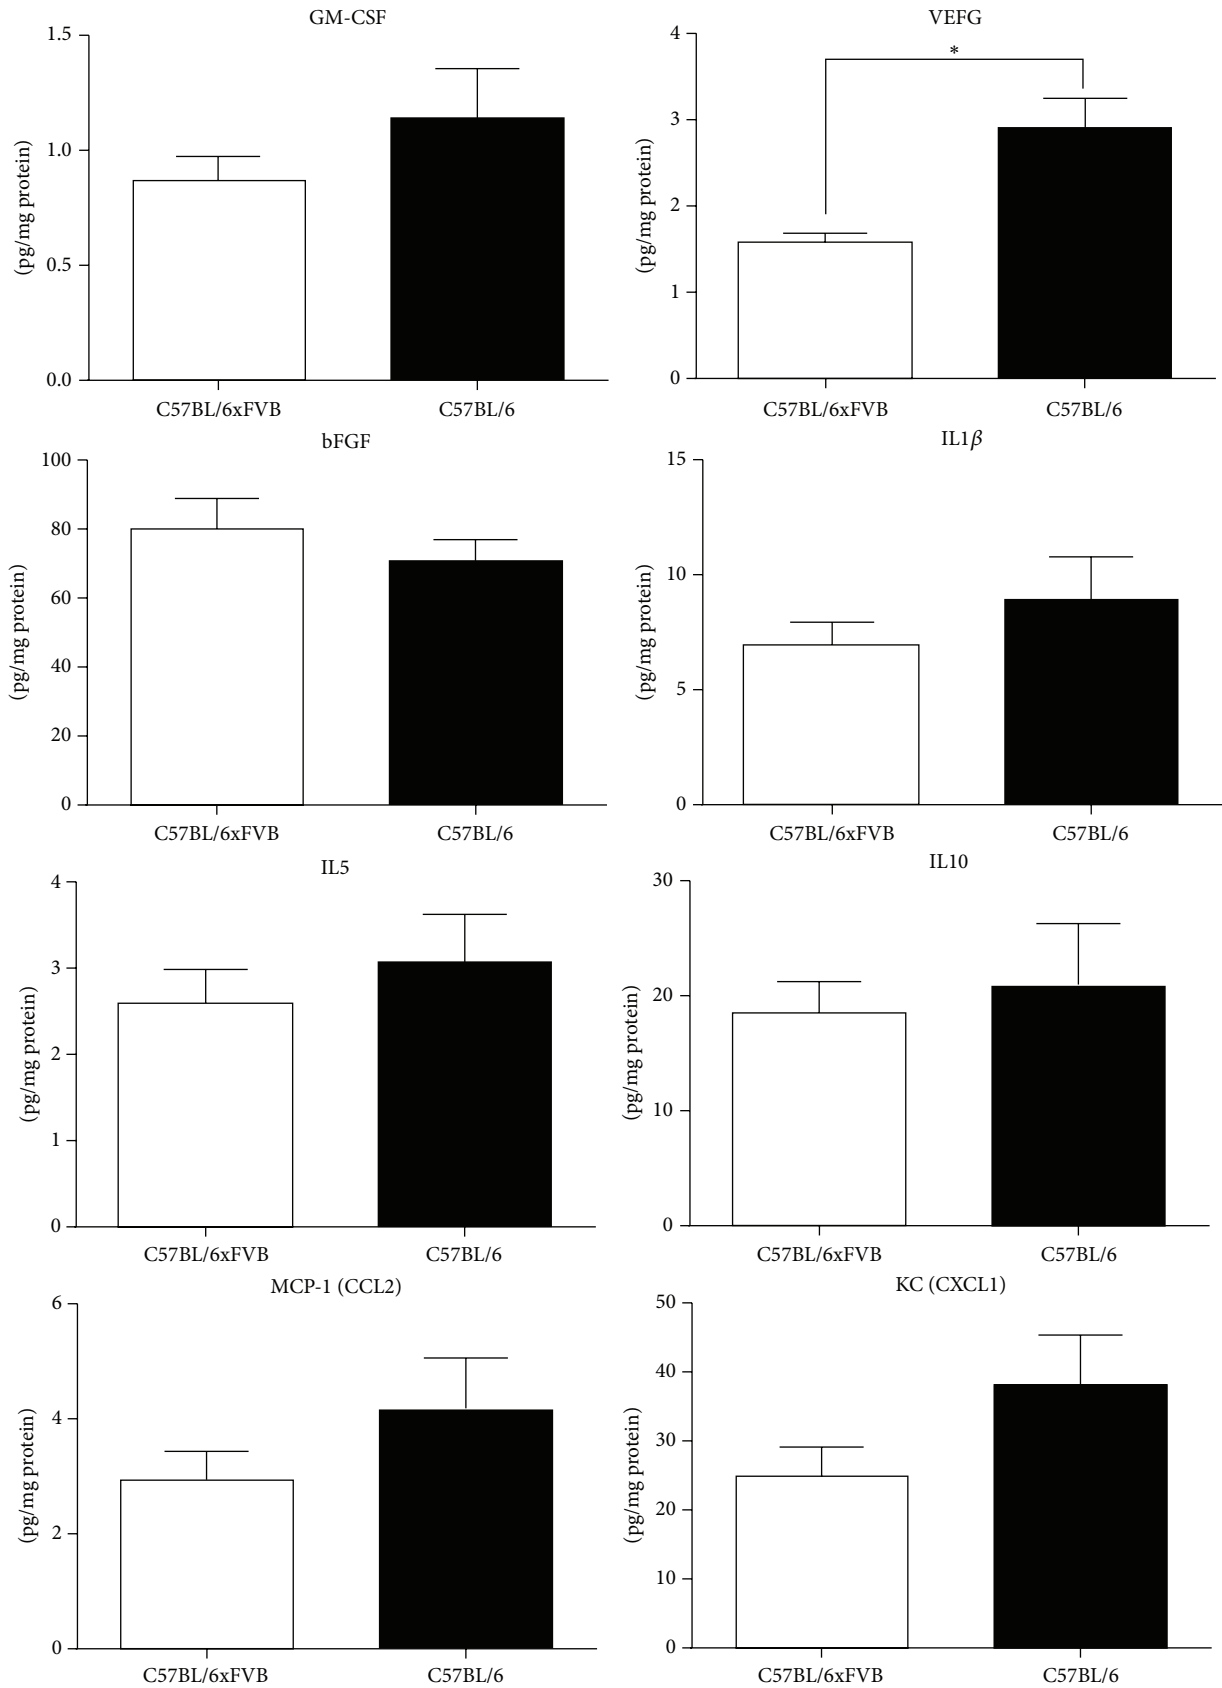 GM-CSF
1.5
1.0
0.5
0.0
(pg/mg protein)
C57BL/6xFVB
C57BL/6
VEFG
4
3
2
1
0
(pg/mg protein)
*
C57BL/6xFVB
C57BL/6
bFGF
100
80
60
40
20
0
(pg/mg protein)
C57BL/6xFVB
C57BL/6
IL1β
15
10
5
0
(pg/mg protein)
C57BL/6xFVB
C57BL/6
IL5
4
3
2
1
0
(pg/mg protein)
C57BL/6xFVB
C57BL/6
IL10
30
20
10
0
(pg/mg protein)
C57BL/6xFVB
C57BL/6
MCP-1 (CCL2)
6
4
2
0
(pg/mg protein)
C57BL/6xFVB
C57BL/6
KC (CXCL1)
50
40
30
20
10
0
(pg/mg protein)
C57BL/6xFVB
C57BL/6